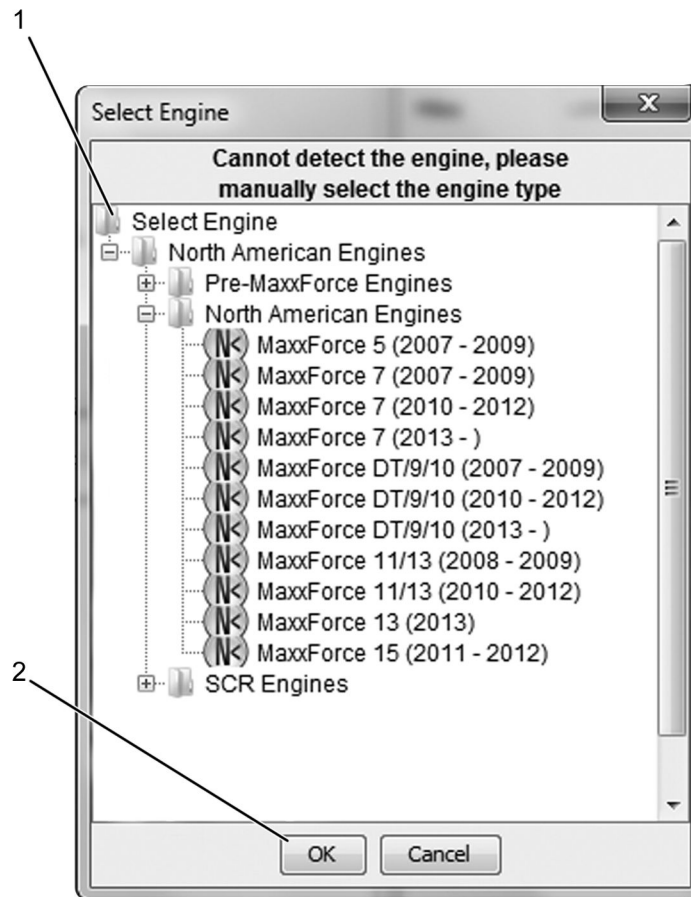 1
Select Engine
X
Cannot detect the engine, please
manually select the engine type
Select Engine
North American Engines
Pre-MaxxForce Engines
North American Engines
MaxxForce 5 (2007 - 2009)
MaxxForce 7 (2007 - 2009)
MaxxForce 7 (2010 - 2012)
MaxxForce 7 (2013 - )
MaxxForce DT/9/10 (2007 - 2009)
MaxxForce DT/9/10 (2010 - 2012)
MaxxForce DT/9/10 (2013 - )
MaxxForce 11/13 (2008 - 2009)
MaxxForce 11/13 (2010 - 2012)
MaxxForce 13 (2013)
MaxxForce 15 (2011 - 2012)
2
SCR Engines
OK Cancel